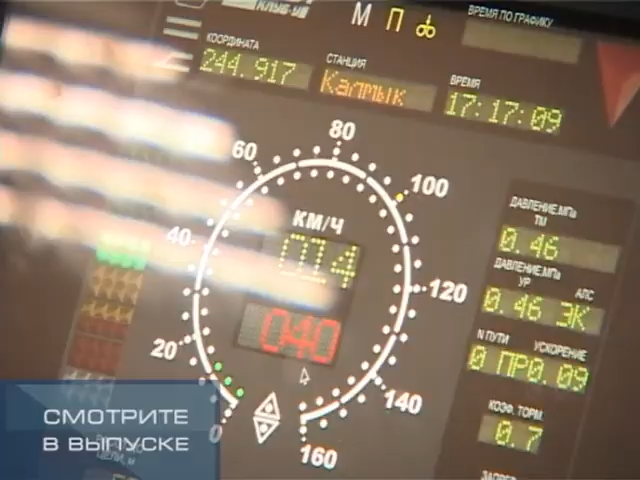 КЛУБ-У
М П
ВРЕМЯ ПО ГРАФИКУ
КООРДИНАТА
244.917
СТАНЦИЯ
Калмык
ВРЕМЯ
17:17:09
80
60
100
40
КМ/Ч
014
120
040
20
140
0
160
ДАВЛЕНИЕ.МПа
ТМ
0.46
ДАВЛЕНИЕ.МПа
УР АЛС
0.46 ЭК
N ПУТИ УСКОРЕНИЕ
0 ПР0.09
КОЭФ. ТОРМ.
0.7
СМОТРИТЕ
В ВЫПУСКЕ
ЦЕЛИ, м